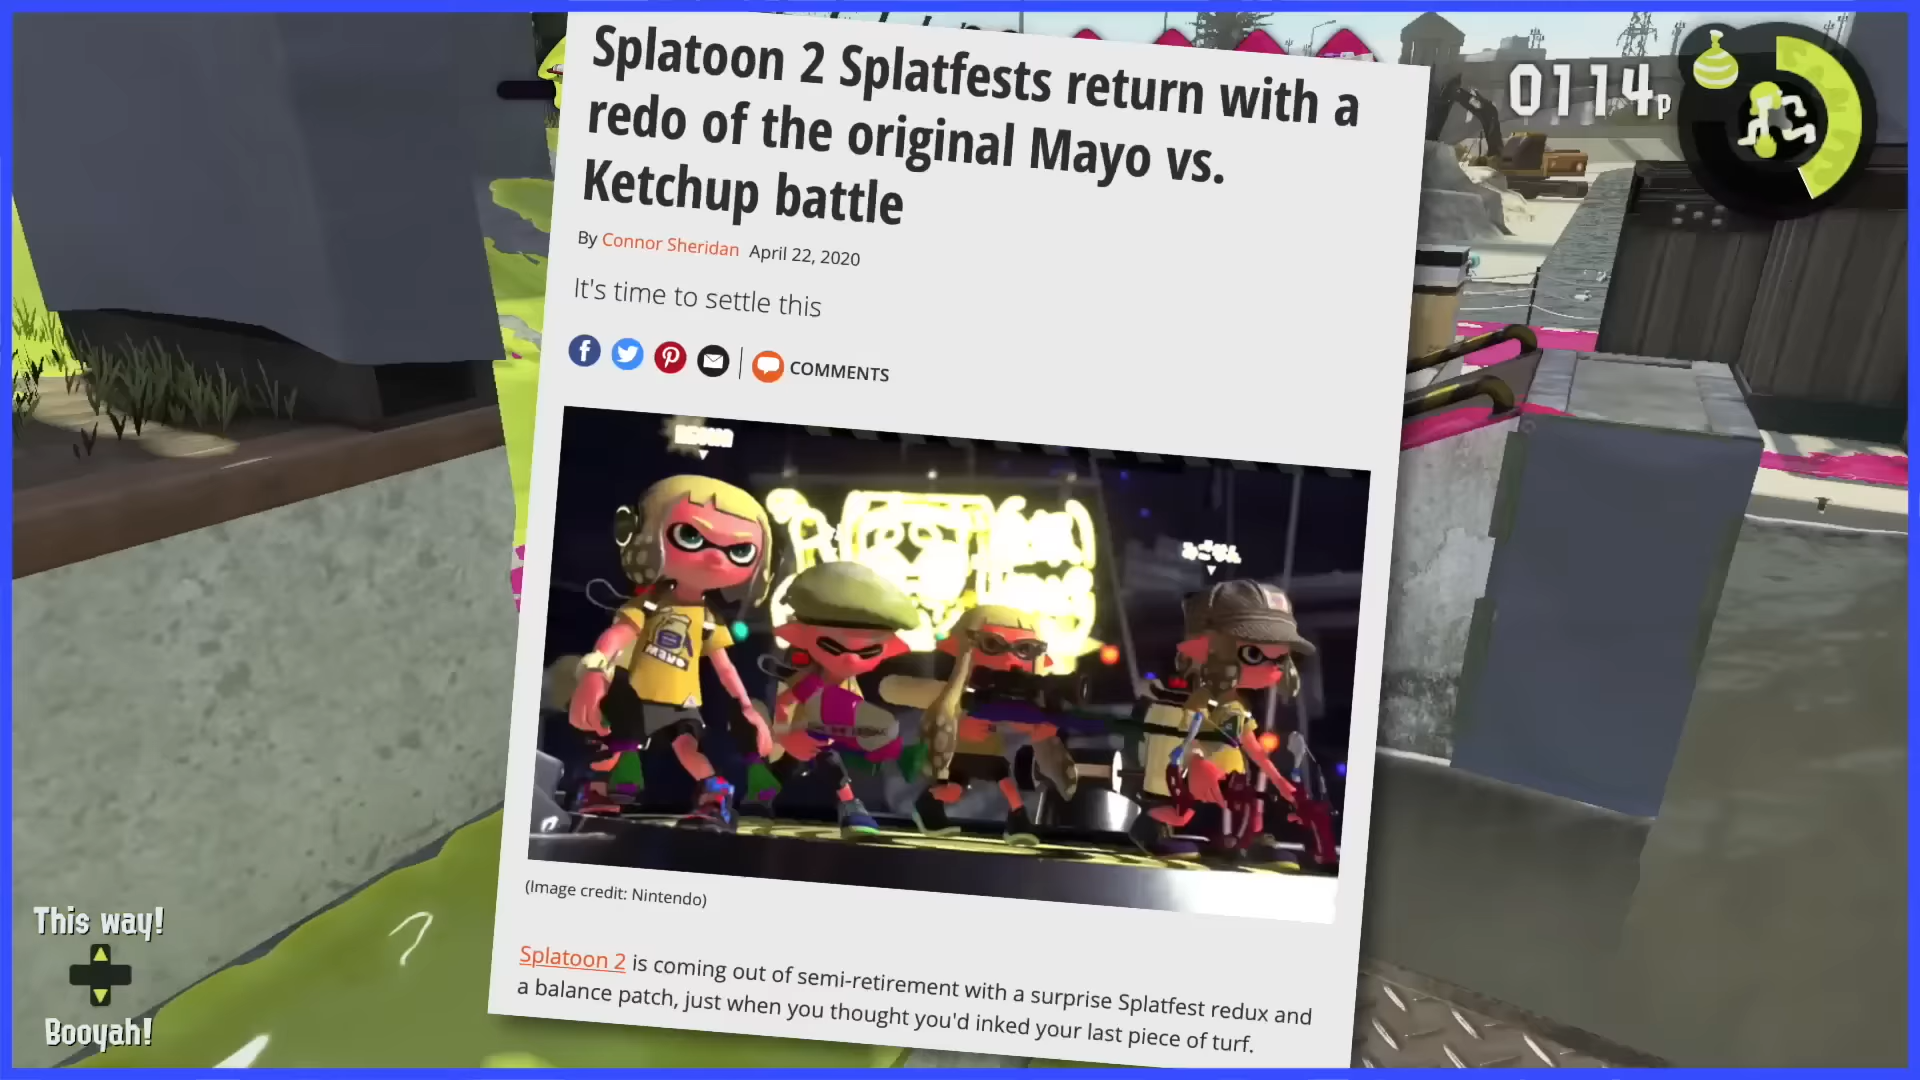 Splatoon 2 Splatfests return with a
redo of the original Mayo vs.
Ketchup battle
By Connor Sheridan April 22, 2020
It's time to settle this
COMMENTS
(Image credit: Nintendo)
Splatoon 2 is coming out of semi-retirement with a surprise Splatfest redux and
a balance patch, just when you thought you'd inked your last piece of turf.
0114p
This way!
Booyah!